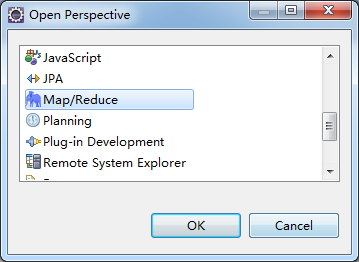 Open Perspective
JavaScript
JPA
Map/Reduce
Planning
Plug-in Development
Remote System Explorer
OK
Cancel